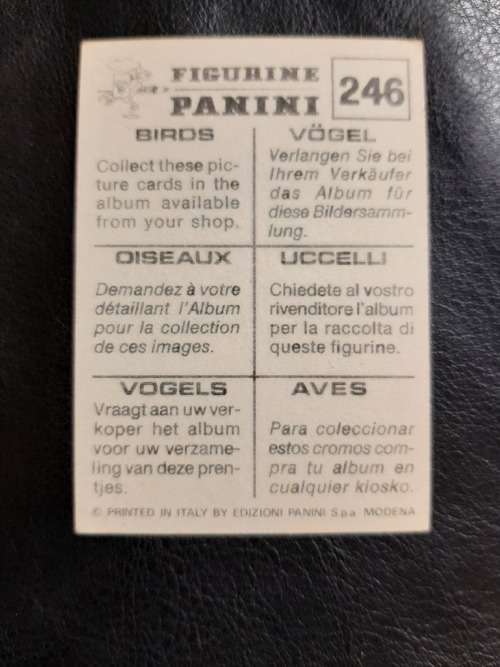 FIGURINE
PANINI
246
BIRDS
Collect these pic-
ture cards in the
album available
from your shop.
VÖGEL
Verlangen Sie bei
Ihrem Verkäufer
das Album für
diese Bildersamm-
lung.
OISEAUX
Demandez à votre
détaillant l'Album
pour la collection
de ces images.
UCCELLI
Chiedete al vostro
rivenditore l'album
per la raccolta di
queste figurine.
VOGELS
Vraagt aan uw ver-
koper het album
voor uw verzame-
ling van deze pren-
tjes.
AVES
Para coleccionar
estos cromos com-
pra tu album en
cualquier kiosko.
© PRINTED IN ITALY BY EDIZIONI PANINI S.p.a. MODENA